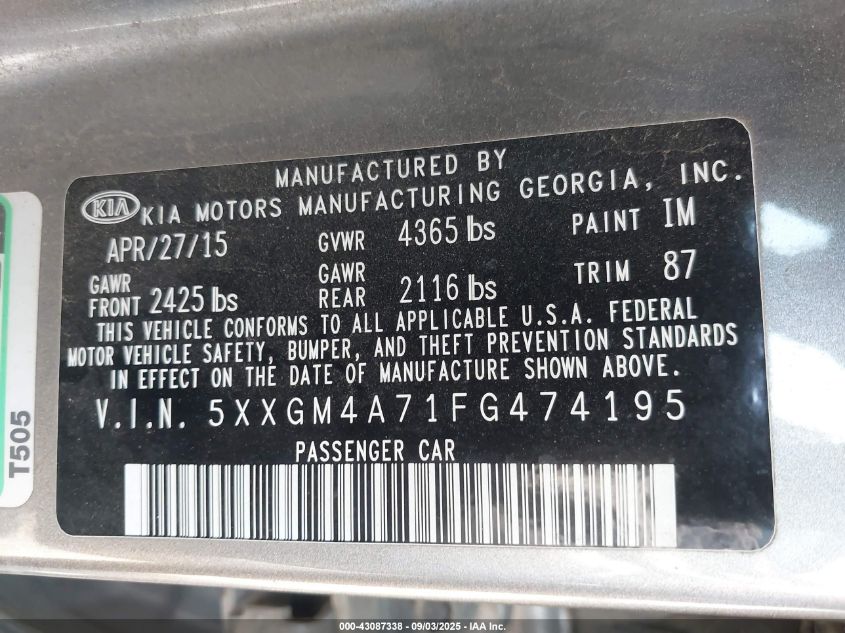 MANUFACTURED BY
KIA KIA MOTORS MANUFACTURING GEORGIA, INC.
APR/27/15 GVWR 4365 lbs PAINT IM
GAWR FRONT 2425 lbs GAWR REAR 2116 lbs TRIM 87
THIS VEHICLE CONFORMS TO ALL APPLICABLE U.S.A. FEDERAL
MOTOR VEHICLE SAFETY, BUMPER, AND THEFT PREVENTION STANDARDS
IN EFFECT ON THE DATE OF MANUFACTURE SHOWN ABOVE.
V.I.N. 5XXGM4A71FG474195
PASSENGER CAR
T505
000-43087338 - 09/03/2025 - IAA Inc.